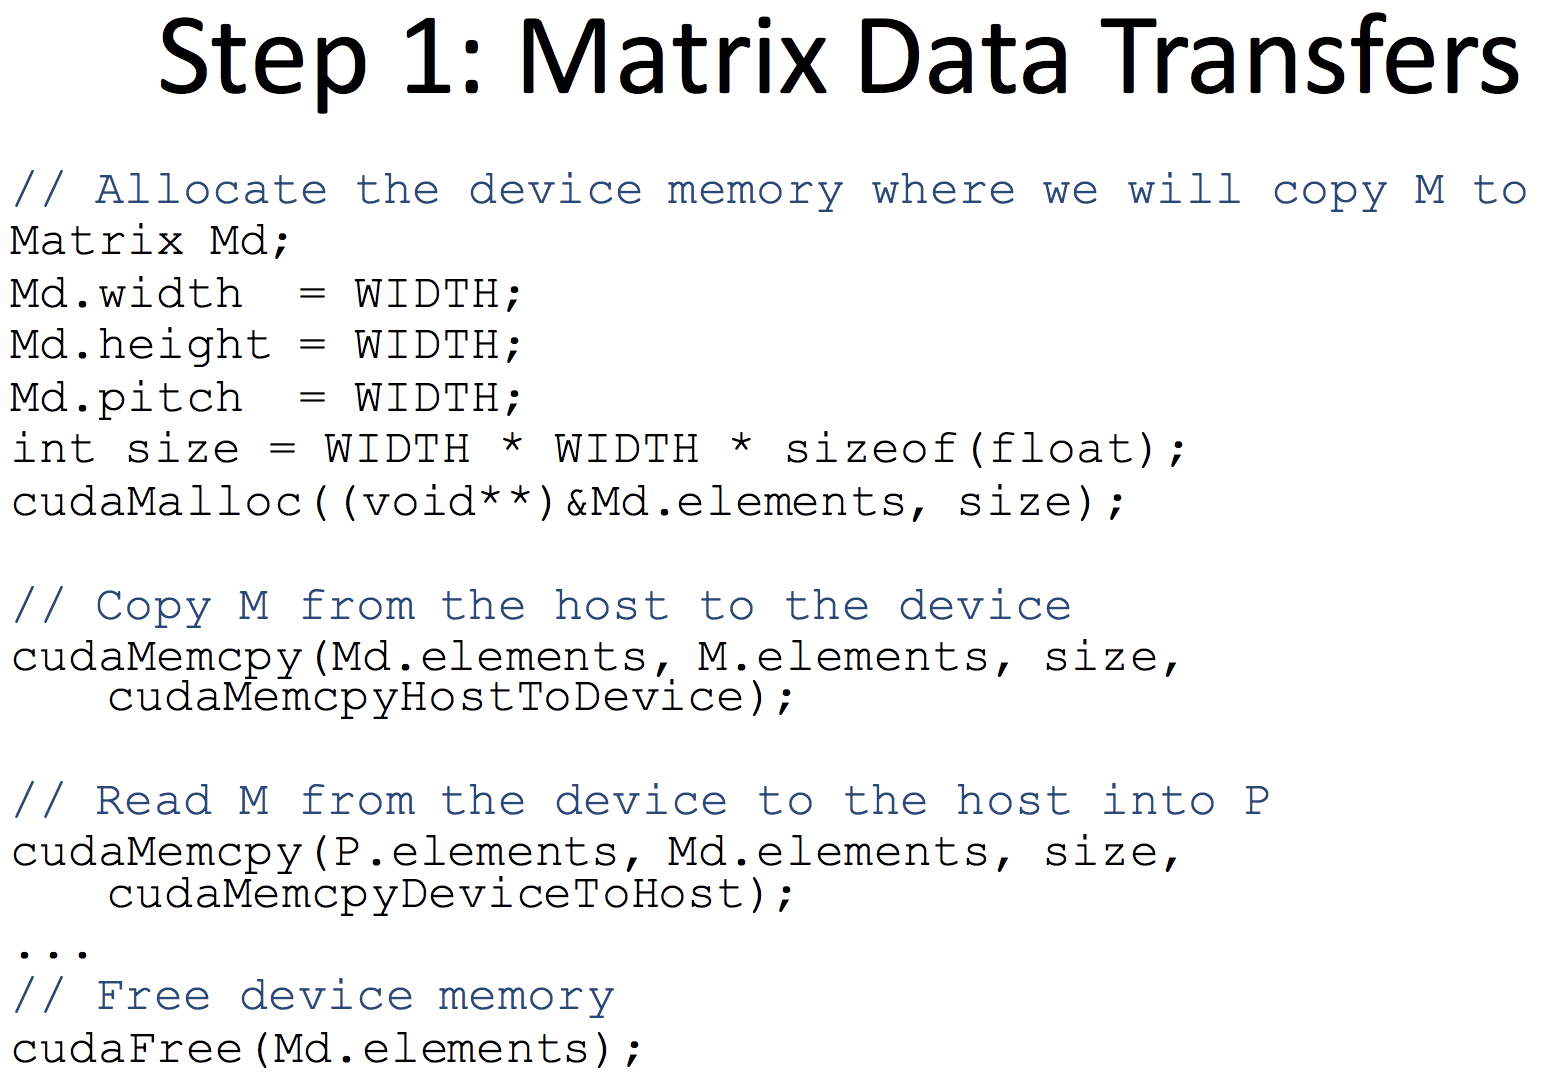 Step 1: Matrix Data Transfers
// Allocate the device memory where we will copy M to
Matrix Md;
Md.width  = WIDTH;
Md.height = WIDTH;
Md.pitch  = WIDTH;
int size = WIDTH * WIDTH * sizeof(float);
cudaMalloc((void**)&Md.elements, size);
// Copy M from the host to the device
cudaMemcpy(Md.elements, M.elements, size,
cudaMemcpyHostToDevice);
// Read M from the device to the host into P
cudaMemcpy(P.elements, Md.elements, size,
cudaMemcpyDeviceToHost);
...
// Free device memory
cudaFree(Md.elements);